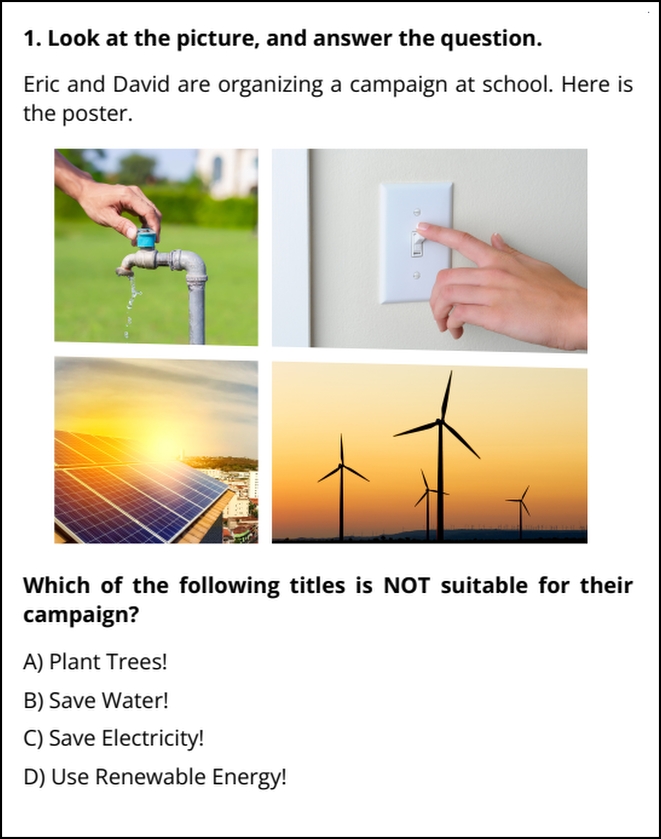 1. Look at the picture, and answer the question.
Eric and David are organizing a campaign at school. Here is
the poster.
Which of the following titles is NOT suitable for their
campaign?
A) Plant Trees!
B) Save Water!
C) Save Electricity!
D) Use Renewable Energy!